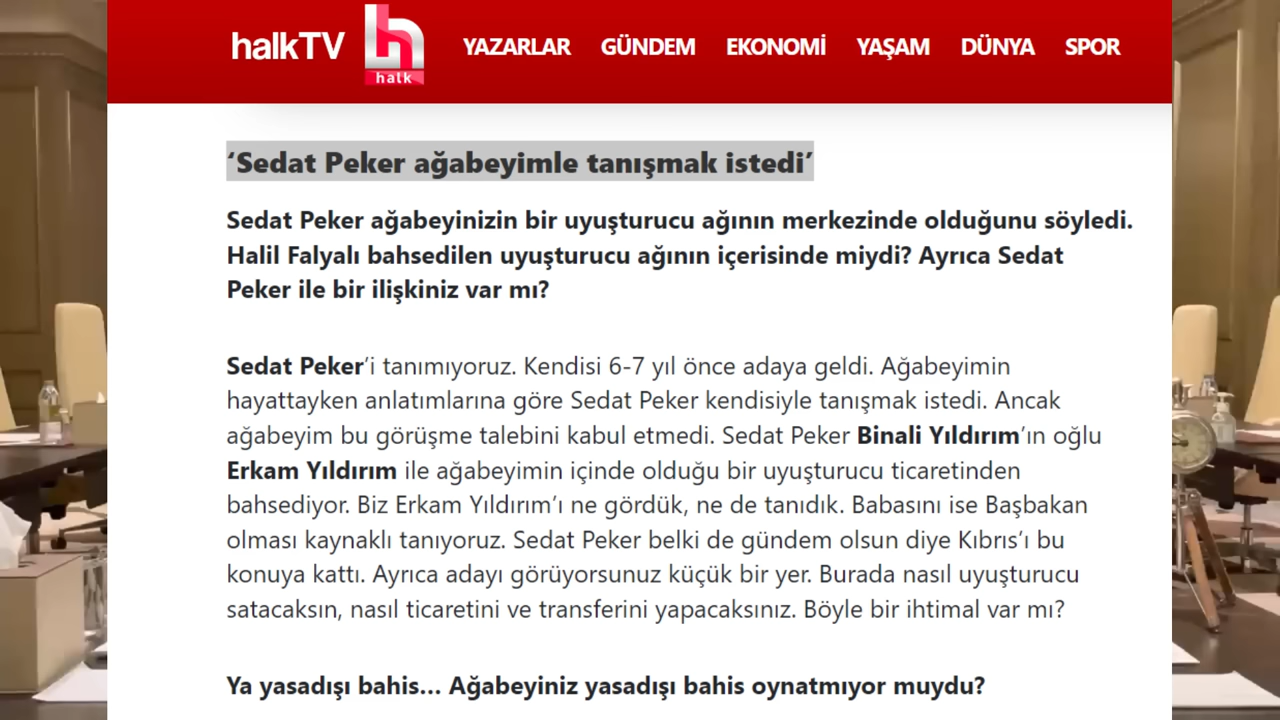 halkTV halk YAZARLAR GÜNDEM EKONOMİ YAŞAM DÜNYA SPOR
‘Sedat Peker ağabeyimle tanışmak istedi’
Sedat Peker ağabeyinizin bir uyuşturucu ağının merkezinde olduğunu söyledi.
Halil Falyalı bahsedilen uyuşturucu ağının içerisinde miydi? Ayrıca Sedat
Peker ile bir ilişkiniz var mı?
Sedat Peker’i tanımıyoruz. Kendisi 6-7 yıl önce adaya geldi. Ağabeyimin
hayattayken anlatımlarına göre Sedat Peker kendisiyle tanışmak istedi. Ancak
ağabeyim bu görüşme talebini kabul etmedi. Sedat Peker Binali Yıldırım’ın oğlu
Erkam Yıldırım ile ağabeyimin içinde olduğu bir uyuşturucu ticaretinden
bahsediyor. Biz Erkam Yıldırım’ı ne gördük, ne de tanıdık. Babasını ise Başbakan
olması kaynaklı tanıyoruz. Sedat Peker belki de gündem olsun diye Kıbrıs’ı bu
konuya kattı. Ayrıca adayı görüyorsunuz küçük bir yer. Burada nasıl uyuşturucu
satacaksın, nasıl ticaretini ve transferini yapacaksınız. Böyle bir ihtimal var mı?
Ya yasadışı bahis… Ağabeyiniz yasadışı bahis oynatmıyor muydu?